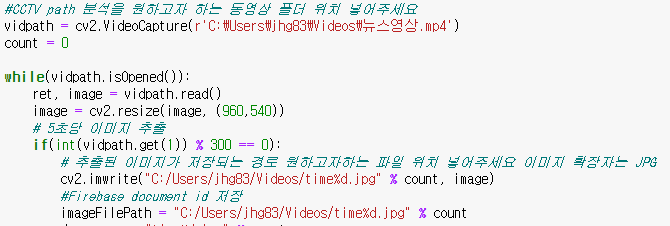 #CCTV path 분석을 원하고자 하는 동영상 폴더 위치 넣어주세요
vidpath = cv2.VideoCapture(r'C:₩Users₩jhg83₩Videos₩뉴스영상.mp4')
count = 0
while(vidpath.isOpened()):
ret, image = vidpath.read()
image = cv2.resize(image, (960,540))
# 5초당 이미지 추출
if(int(vidpath.get(1)) % 300 == 0):
# 추출된 이미지가 저장되는 경로 원하고자하는 파일 위치 넣어주세요 이미지 확장자는 JPG
cv2.imwrite("C:/Users/jhg83/Videos/time%d.jpg" % count, image)
#Firebase document id 저장
imageFilePath = "C:/Users/jhg83/Videos/time%d.jpg" % count